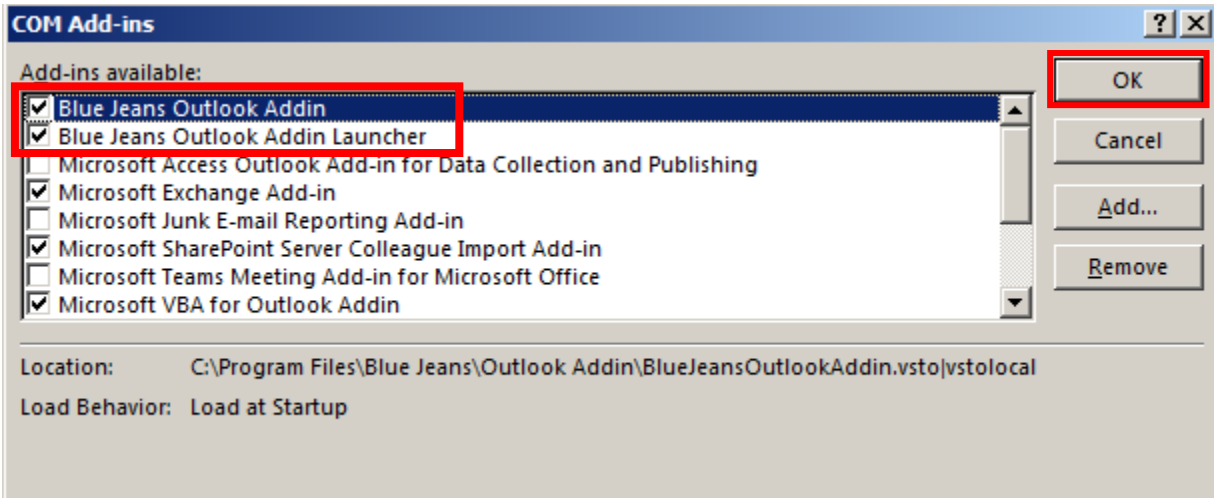 COM Add-ins
Add-ins available:
Blue Jeans Outlook Addin
Blue Jeans Outlook Addin Launcher
Microsoft Access Outlook Add-in for Data Collection and Publishing
Microsoft Exchange Add-in
Microsoft Junk E-mail Reporting Add-in
Microsoft SharePoint Server Colleague Import Add-in
Microsoft Teams Meeting Add-in for Microsoft Office
Microsoft VBA for Outlook Addin
OK
Cancel
Add...
Remove
Location: C:\Program Files\Blue Jeans\Outlook Addin\BlueJeansOutlookAddin.vsto|vstolocal
Load Behavior: Load at Startup